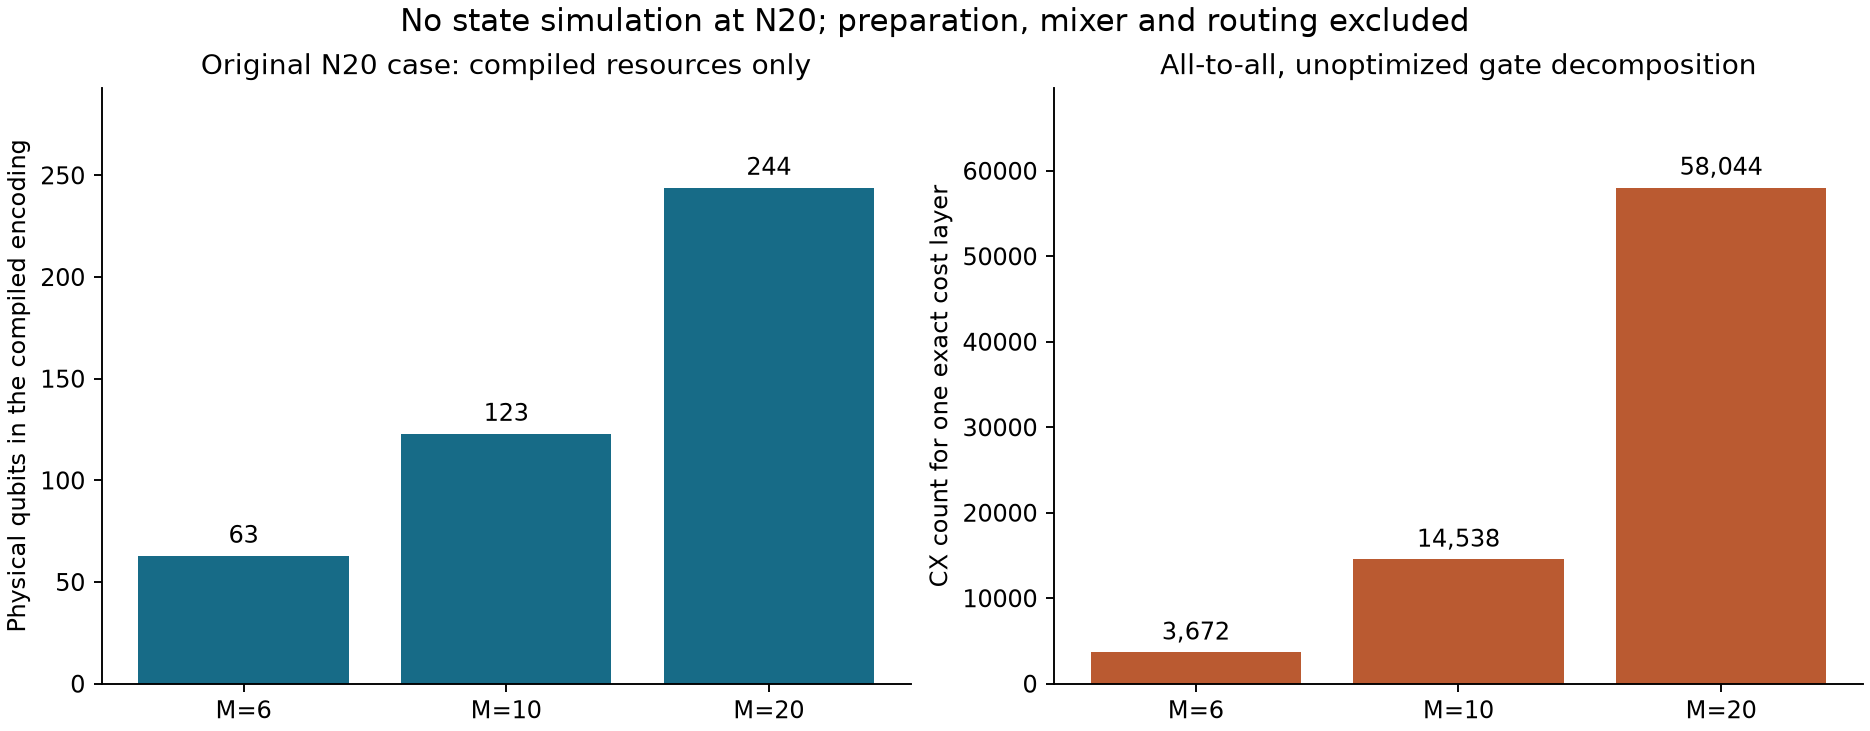 No state simulation at N20; preparation, mixer and routing excluded
Original N20 case: compiled resources only
Physical qubits in the compiled encoding
250
200
150
100
50
0
63
123
244
M=6
M=10
M=20
All-to-all, unoptimized gate decomposition
CX count for one exact cost layer
60000
50000
40000
30000
20000
10000
0
3,672
14,538
58,044
M=6
M=10
M=20